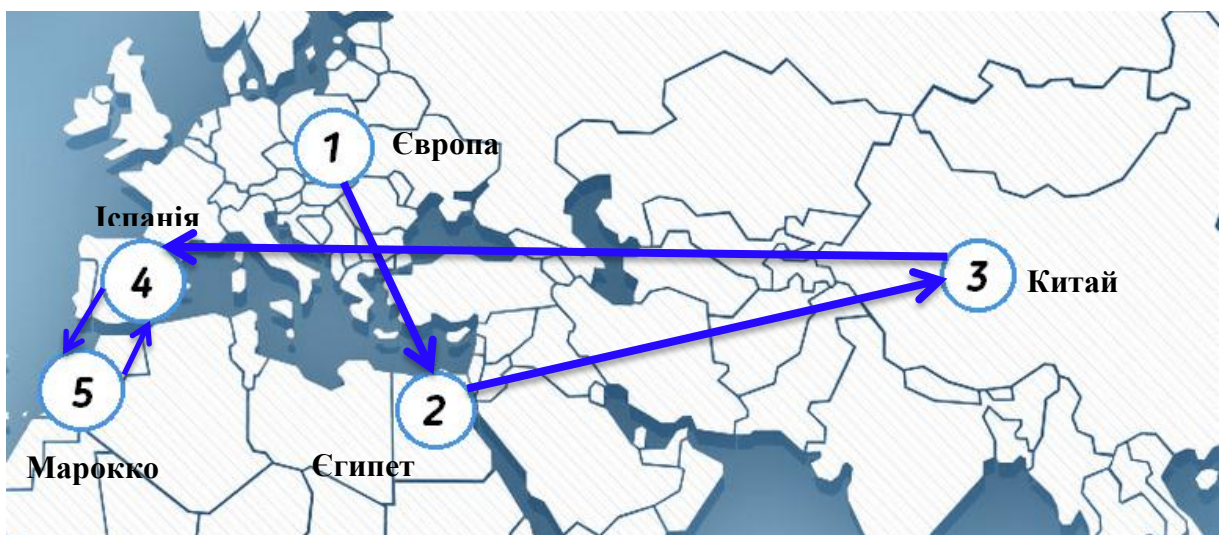 1
Європа
Іспанія
4
3
Китай
5
2
Марокко
Єгипет